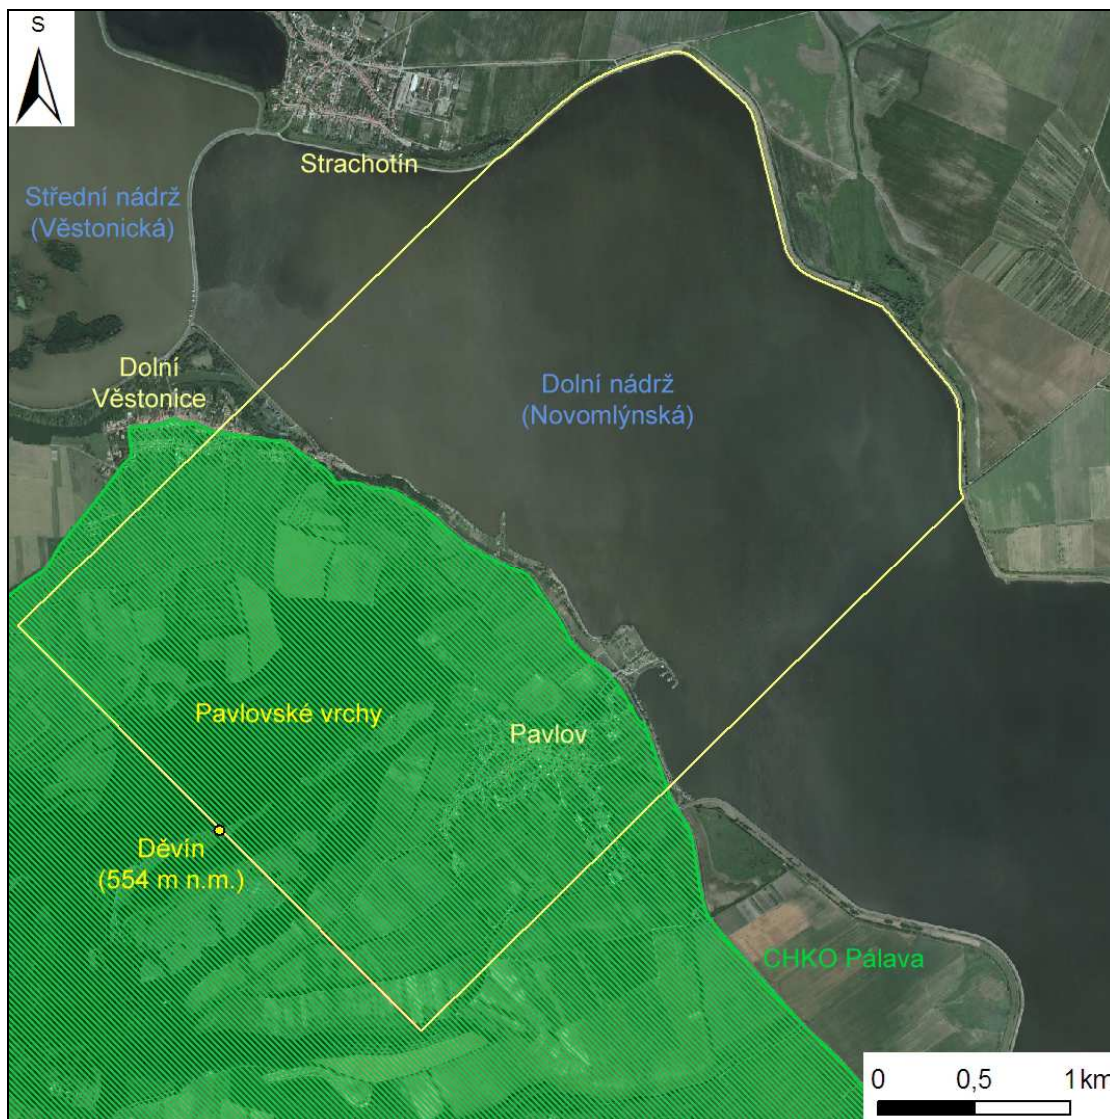 S
Strachotín
Střední nádrž
(Věstonická)
Dolní
Věstonice
Dolní nádrž
(Novomlýnská)
Pavlovské vrchy
Pavlov
Děvín
(554 m n.m.)
CHKO Pálava
0 0,5 1 km